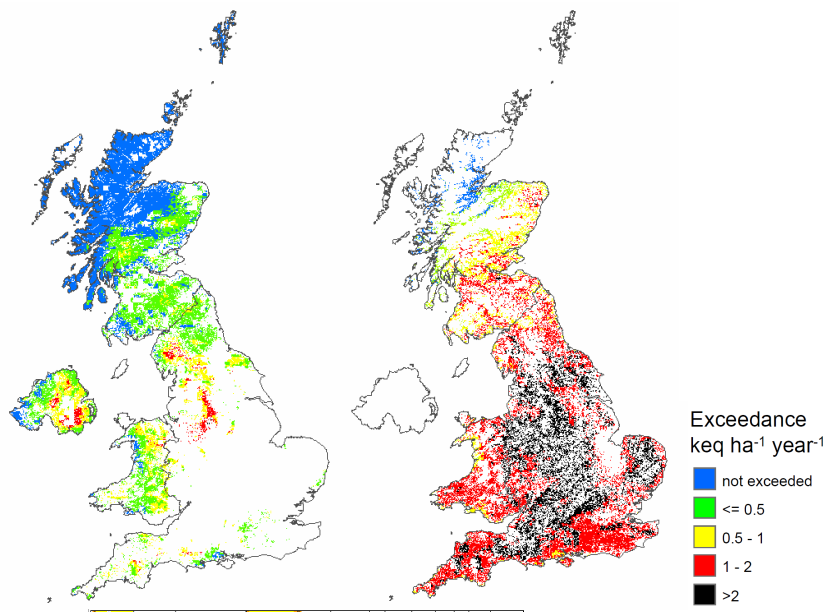 Exceedance
keq ha⁻¹ year⁻¹
not exceeded
<= 0.5
0.5 - 1
1 - 2
>2